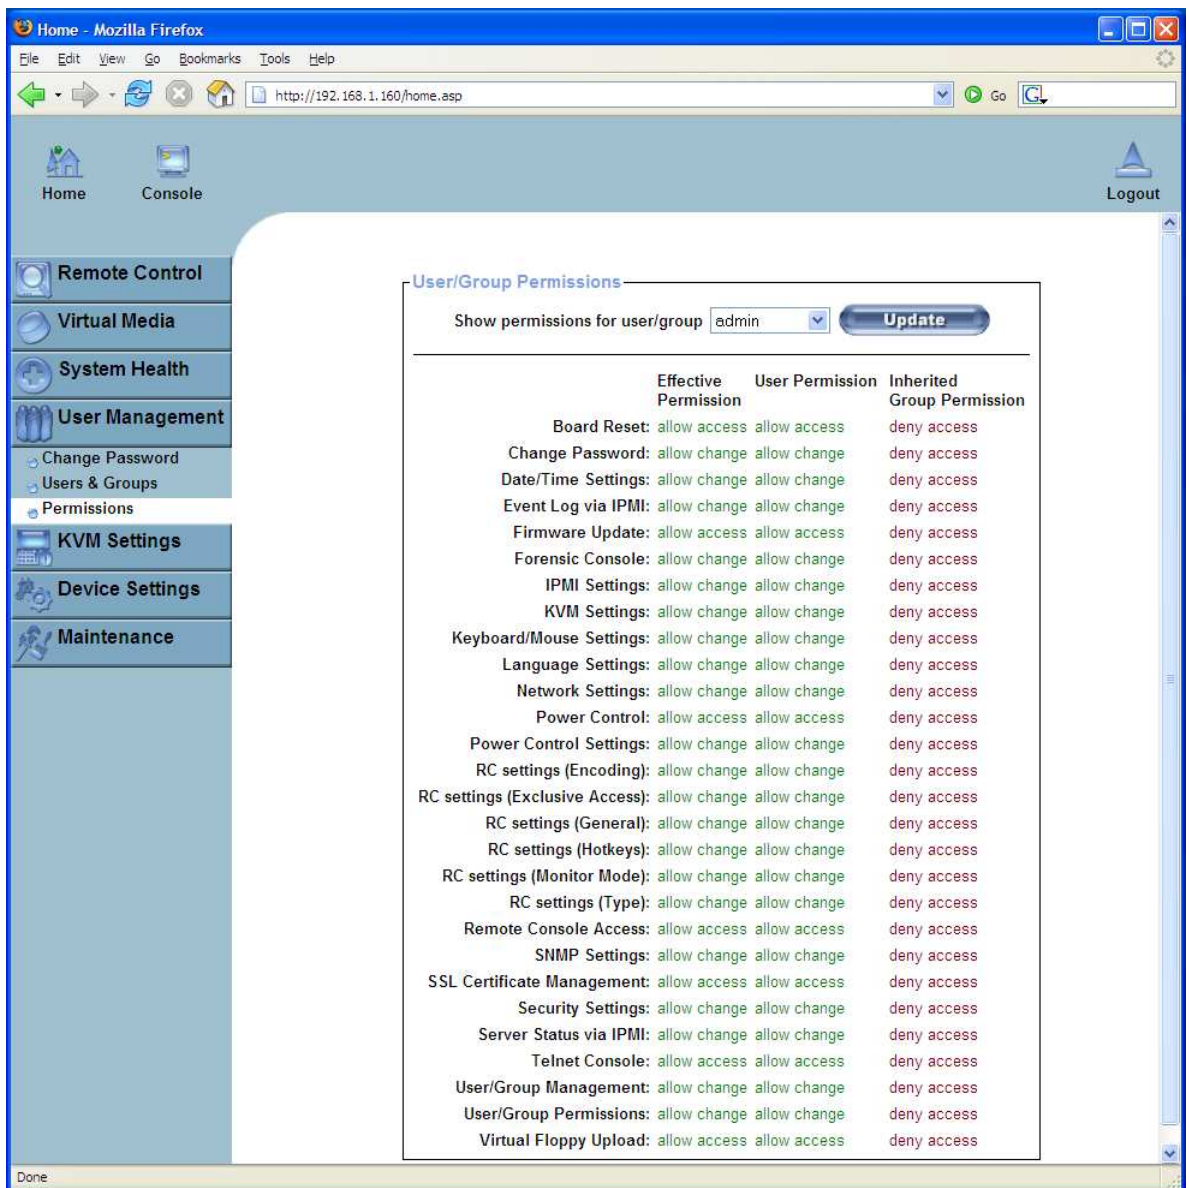 Home - Mozilla Firefox
File Edit View Go Bookmarks Tools Help
http://192.168.1.160/home.asp Go G
Home Console Logout
Remote Control
Virtual Media
System Health
User Management
Change Password
Users & Groups
Permissions
KVM Settings
Device Settings
Maintenance
User/Group Permissions
Show permissions for user/group admin Update
Effective Permission User Permission Inherited Group Permission
Board Reset: allow access allow access deny access
Change Password: allow change allow change deny access
Date/Time Settings: allow change allow change deny access
Event Log via IPMI: allow change allow change deny access
Firmware Update: allow access allow access deny access
Forensic Console: allow change allow change deny access
IPMI Settings: allow change allow change deny access
KVM Settings: allow change allow change deny access
Keyboard/Mouse Settings: allow change allow change deny access
Language Settings: allow change allow change deny access
Network Settings: allow change allow change deny access
Power Control: allow access allow access deny access
Power Control Settings: allow change allow change deny access
RC settings (Encoding): allow change allow change deny access
RC settings (Exclusive Access): allow change allow change deny access
RC settings (General): allow change allow change deny access
RC settings (Hotkeys): allow change allow change deny access
RC settings (Monitor Mode): allow change allow change deny access
RC settings (Type): allow change allow change deny access
Remote Console Access: allow access allow access deny access
SNMP Settings: allow change allow change deny access
SSL Certificate Management: allow access allow access deny access
Security Settings: allow change allow change deny access
Server Status via IPMI: allow change allow change deny access
Telnet Console: allow access allow access deny access
User/Group Management: allow change allow change deny access
User/Group Permissions: allow change allow change deny access
Virtual Floppy Upload: allow access allow access deny access
Done